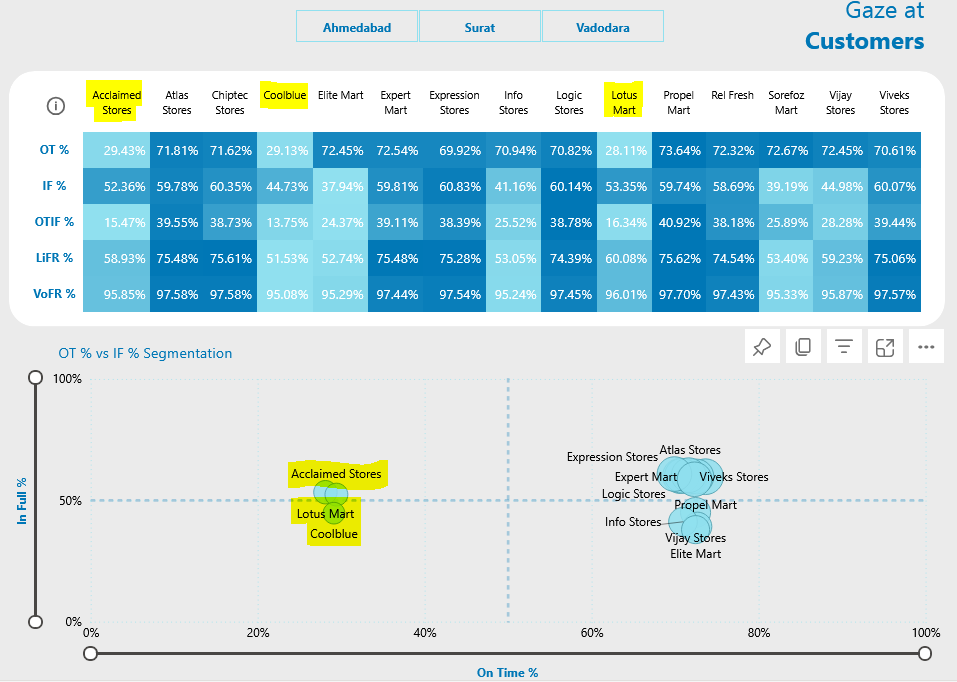 Gaze at
Customers
Ahmedabad Surat Vadodara
Acclaimed Stores Atlas Stores Chiptec Stores Coolblue Elite Mart Expert Mart Expression Stores Info Stores Logic Stores Lotus Mart Propel Mart Rel Fresh Sorefoz Mart Vijay Stores Viveks Stores
OT % 29.43% 71.81% 71.62% 29.13% 72.45% 72.54% 69.92% 70.94% 70.82% 28.11% 73.64% 72.32% 72.67% 72.45% 70.61%
IF % 52.36% 59.78% 60.35% 44.73% 37.94% 59.81% 60.83% 41.16% 60.14% 53.35% 59.74% 58.69% 39.19% 44.98% 60.07%
OTIF % 15.47% 39.55% 38.73% 13.75% 24.37% 39.11% 38.39% 25.52% 38.78% 16.34% 40.92% 38.18% 25.89% 28.28% 39.44%
LiFR % 58.93% 75.48% 75.61% 51.53% 52.74% 75.48% 75.28% 53.05% 74.39% 60.08% 75.62% 74.54% 53.40% 59.23% 75.06%
VoFR % 95.85% 97.58% 97.58% 95.08% 95.29% 97.44% 97.54% 95.24% 97.45% 96.01% 97.70% 97.43% 95.33% 95.87% 97.57%
OT % vs IF % Segmentation
100%
50%
0%
In Full %
Acclaimed Stores
Lotus Mart
Coolblue
Atlas Stores
Expression Stores
Expert Mart
Viveks Stores
Logic Stores
Propel Mart
Info Stores
Vijay Stores
Elite Mart
0% 20% 40% 60% 80% 100%
On Time %